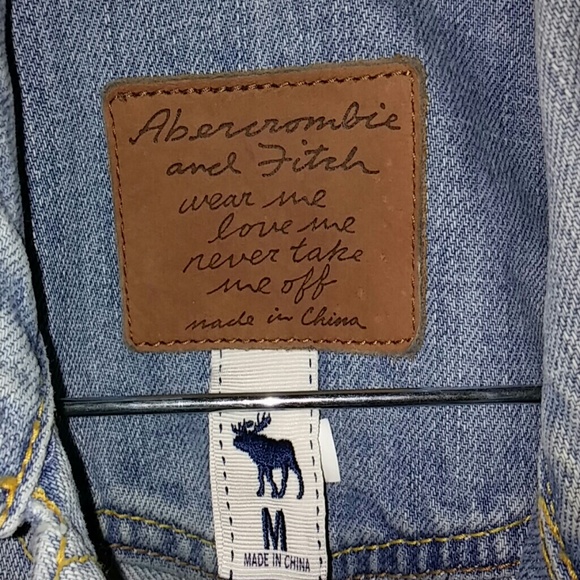 Abercrombie
and Fitch
wear me
love me
never take
me off
made in China
M
MADE IN CHINA